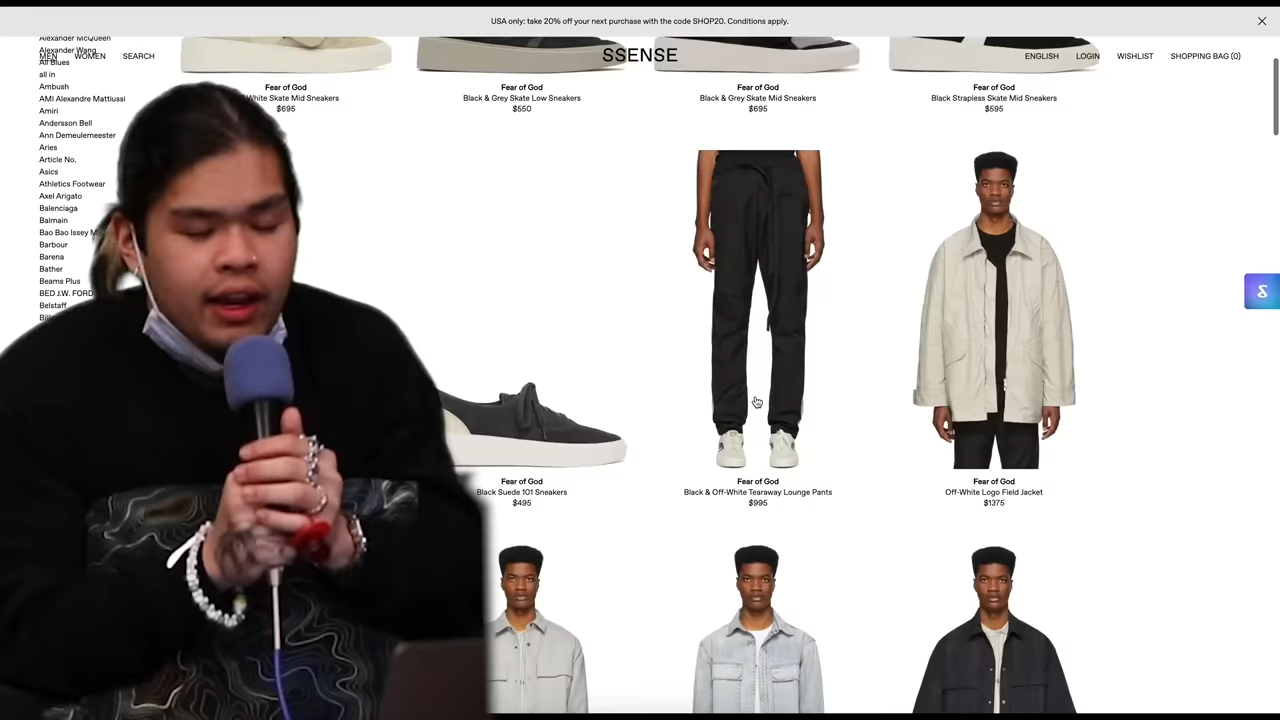 USA only: take 20% off your next purchase with the code SHOP20. Conditions apply.
MEN
WOMEN
SEARCH
SSENSE
ENGLISH
LOGIN
WISHLIST
SHOPPING BAG (0)
Alexander McQueen
Alexander Wang
All Blues
all in
Ambush
AMI Alexandre Mattiussi
Amiri
Andersson Bell
Ann Demeulemeester
Aries
Article No.
Asics
Athletics Footwear
Axel Arigato
Balenciaga
Balmain
Bao Bao Issey M
Barbour
Barena
Bather
Beams Plus
BED J.W. FORD
Belstaff
Fear of God
White Skate Mid Sneakers
$695
Fear of God
Black & Grey Skate Low Sneakers
$550
Fear of God
Black & Grey Skate Mid Sneakers
$695
Fear of God
Black Strapless Skate Mid Sneakers
$595
Fear of God
Black Suede 101 Sneakers
$495
Fear of God
Black & Off-White Tearaway Lounge Pants
$995
Fear of God
Off-White Logo Field Jacket
$1375